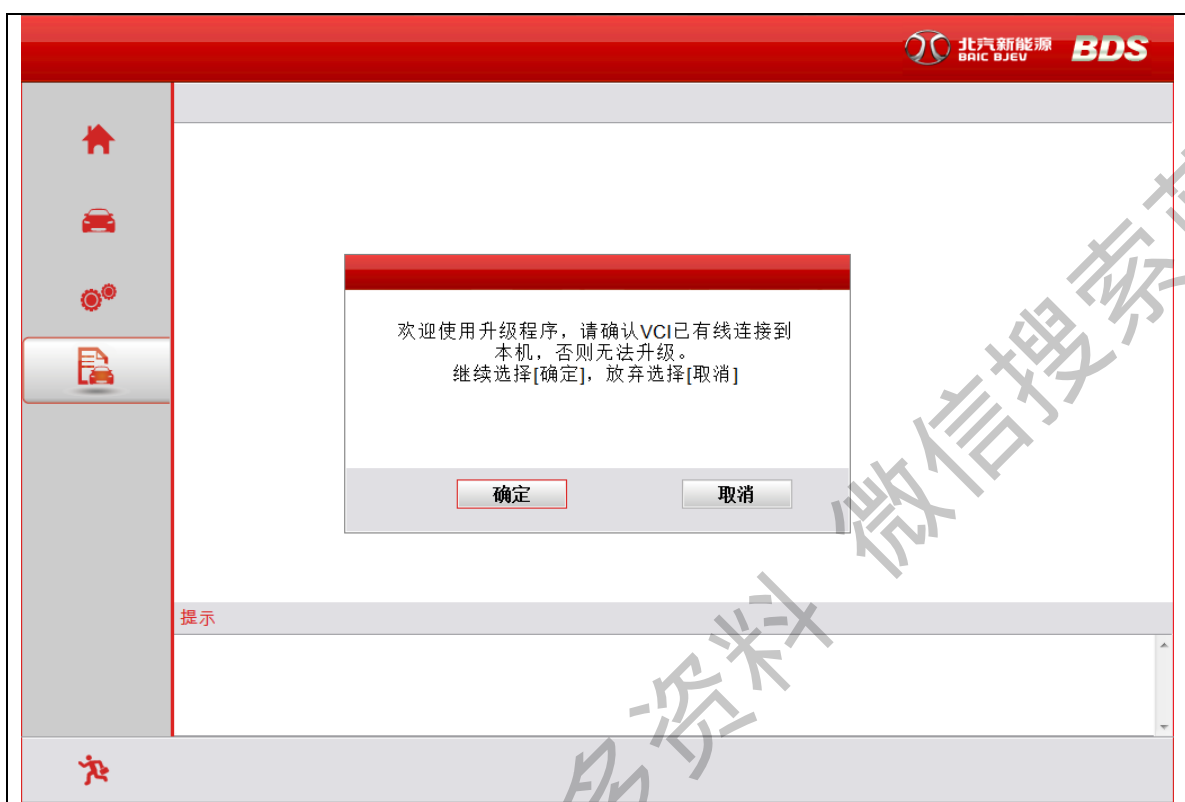 北汽新能源
BAIC BJEV
BDS
欢迎使用升级程序，请确认VCI已有线连接到
本机，否则无法升级。
继续选择[确定]，放弃选择[取消]
确定
取消
提示
多资料 微信搜索